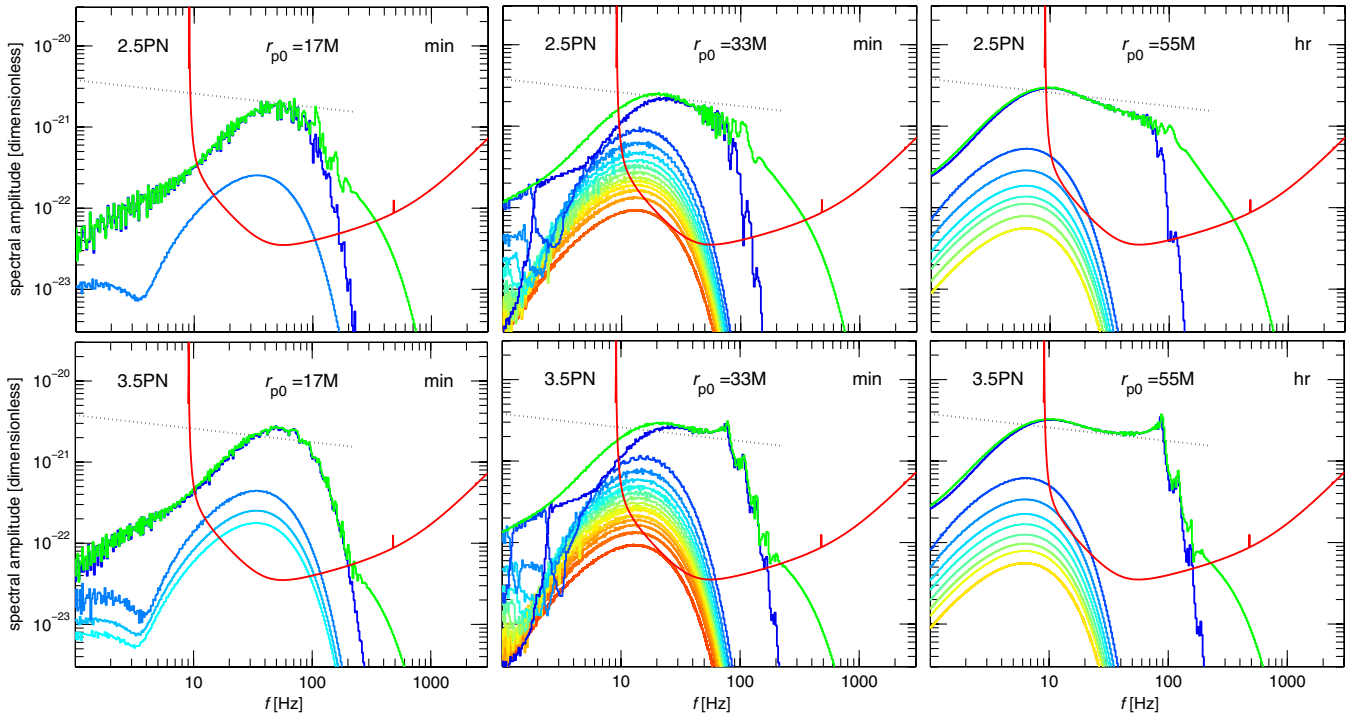 2.5PN r_p0 =17M min
2.5PN r_p0 =33M min
2.5PN r_p0 =55M hr
spectral amplitude [dimensionless]
10^-20
10^-21
10^-22
10^-23
3.5PN r_p0 =17M min
3.5PN r_p0 =33M min
3.5PN r_p0 =55M hr
spectral amplitude [dimensionless]
10^-20
10^-21
10^-22
10^-23
10 100 1000
10 100 1000
10 100 1000
f [Hz]
f [Hz]
f [Hz]